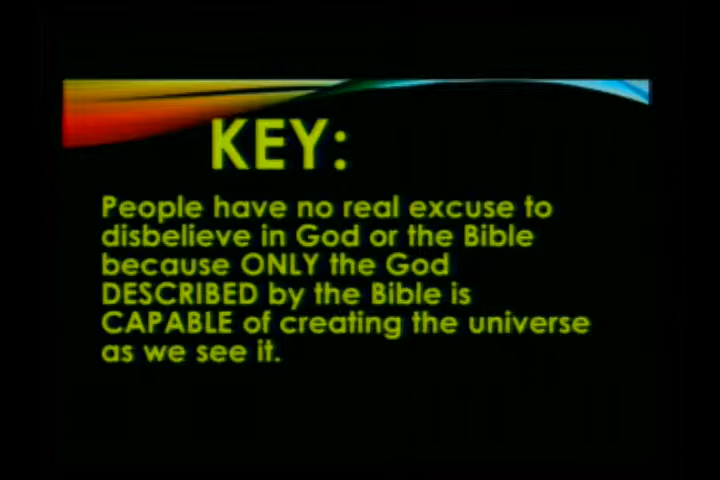 KEY:
People have no real excuse to
disbelieve in God or the Bible
because ONLY the God
DESCRIBED by the Bible is
CAPABLE of creating the universe
as we see it.